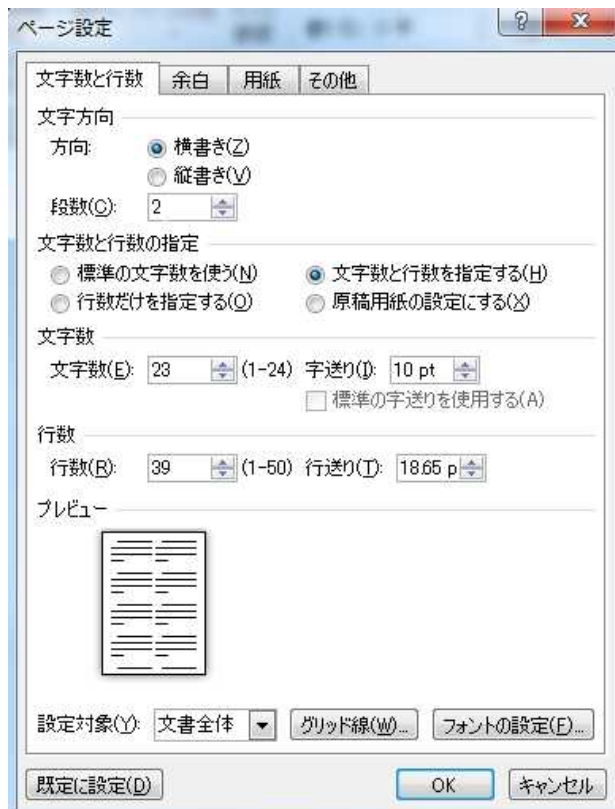 ページ設定
文字数と行数 余白 用紙 その他
文字方向
方向: 横書き(Z)
縦書き(V)
段数(C): 2
文字数と行数の指定
標準の文字数を使う(N) 文字数と行数を指定する(H)
行数だけを指定する(O) 原稿用紙の設定にする(X)
文字数
文字数(E): 23 (1-24) 字送り(I): 10 pt
標準の字送りを使用する(A)
行数
行数(R): 39 (1-50) 行送り(T): 18.65 p
プレビュー
設定対象(Y): 文書全体 グリッド線(W)... フォントの設定(F)...
既定に設定(D) OK キャンセル